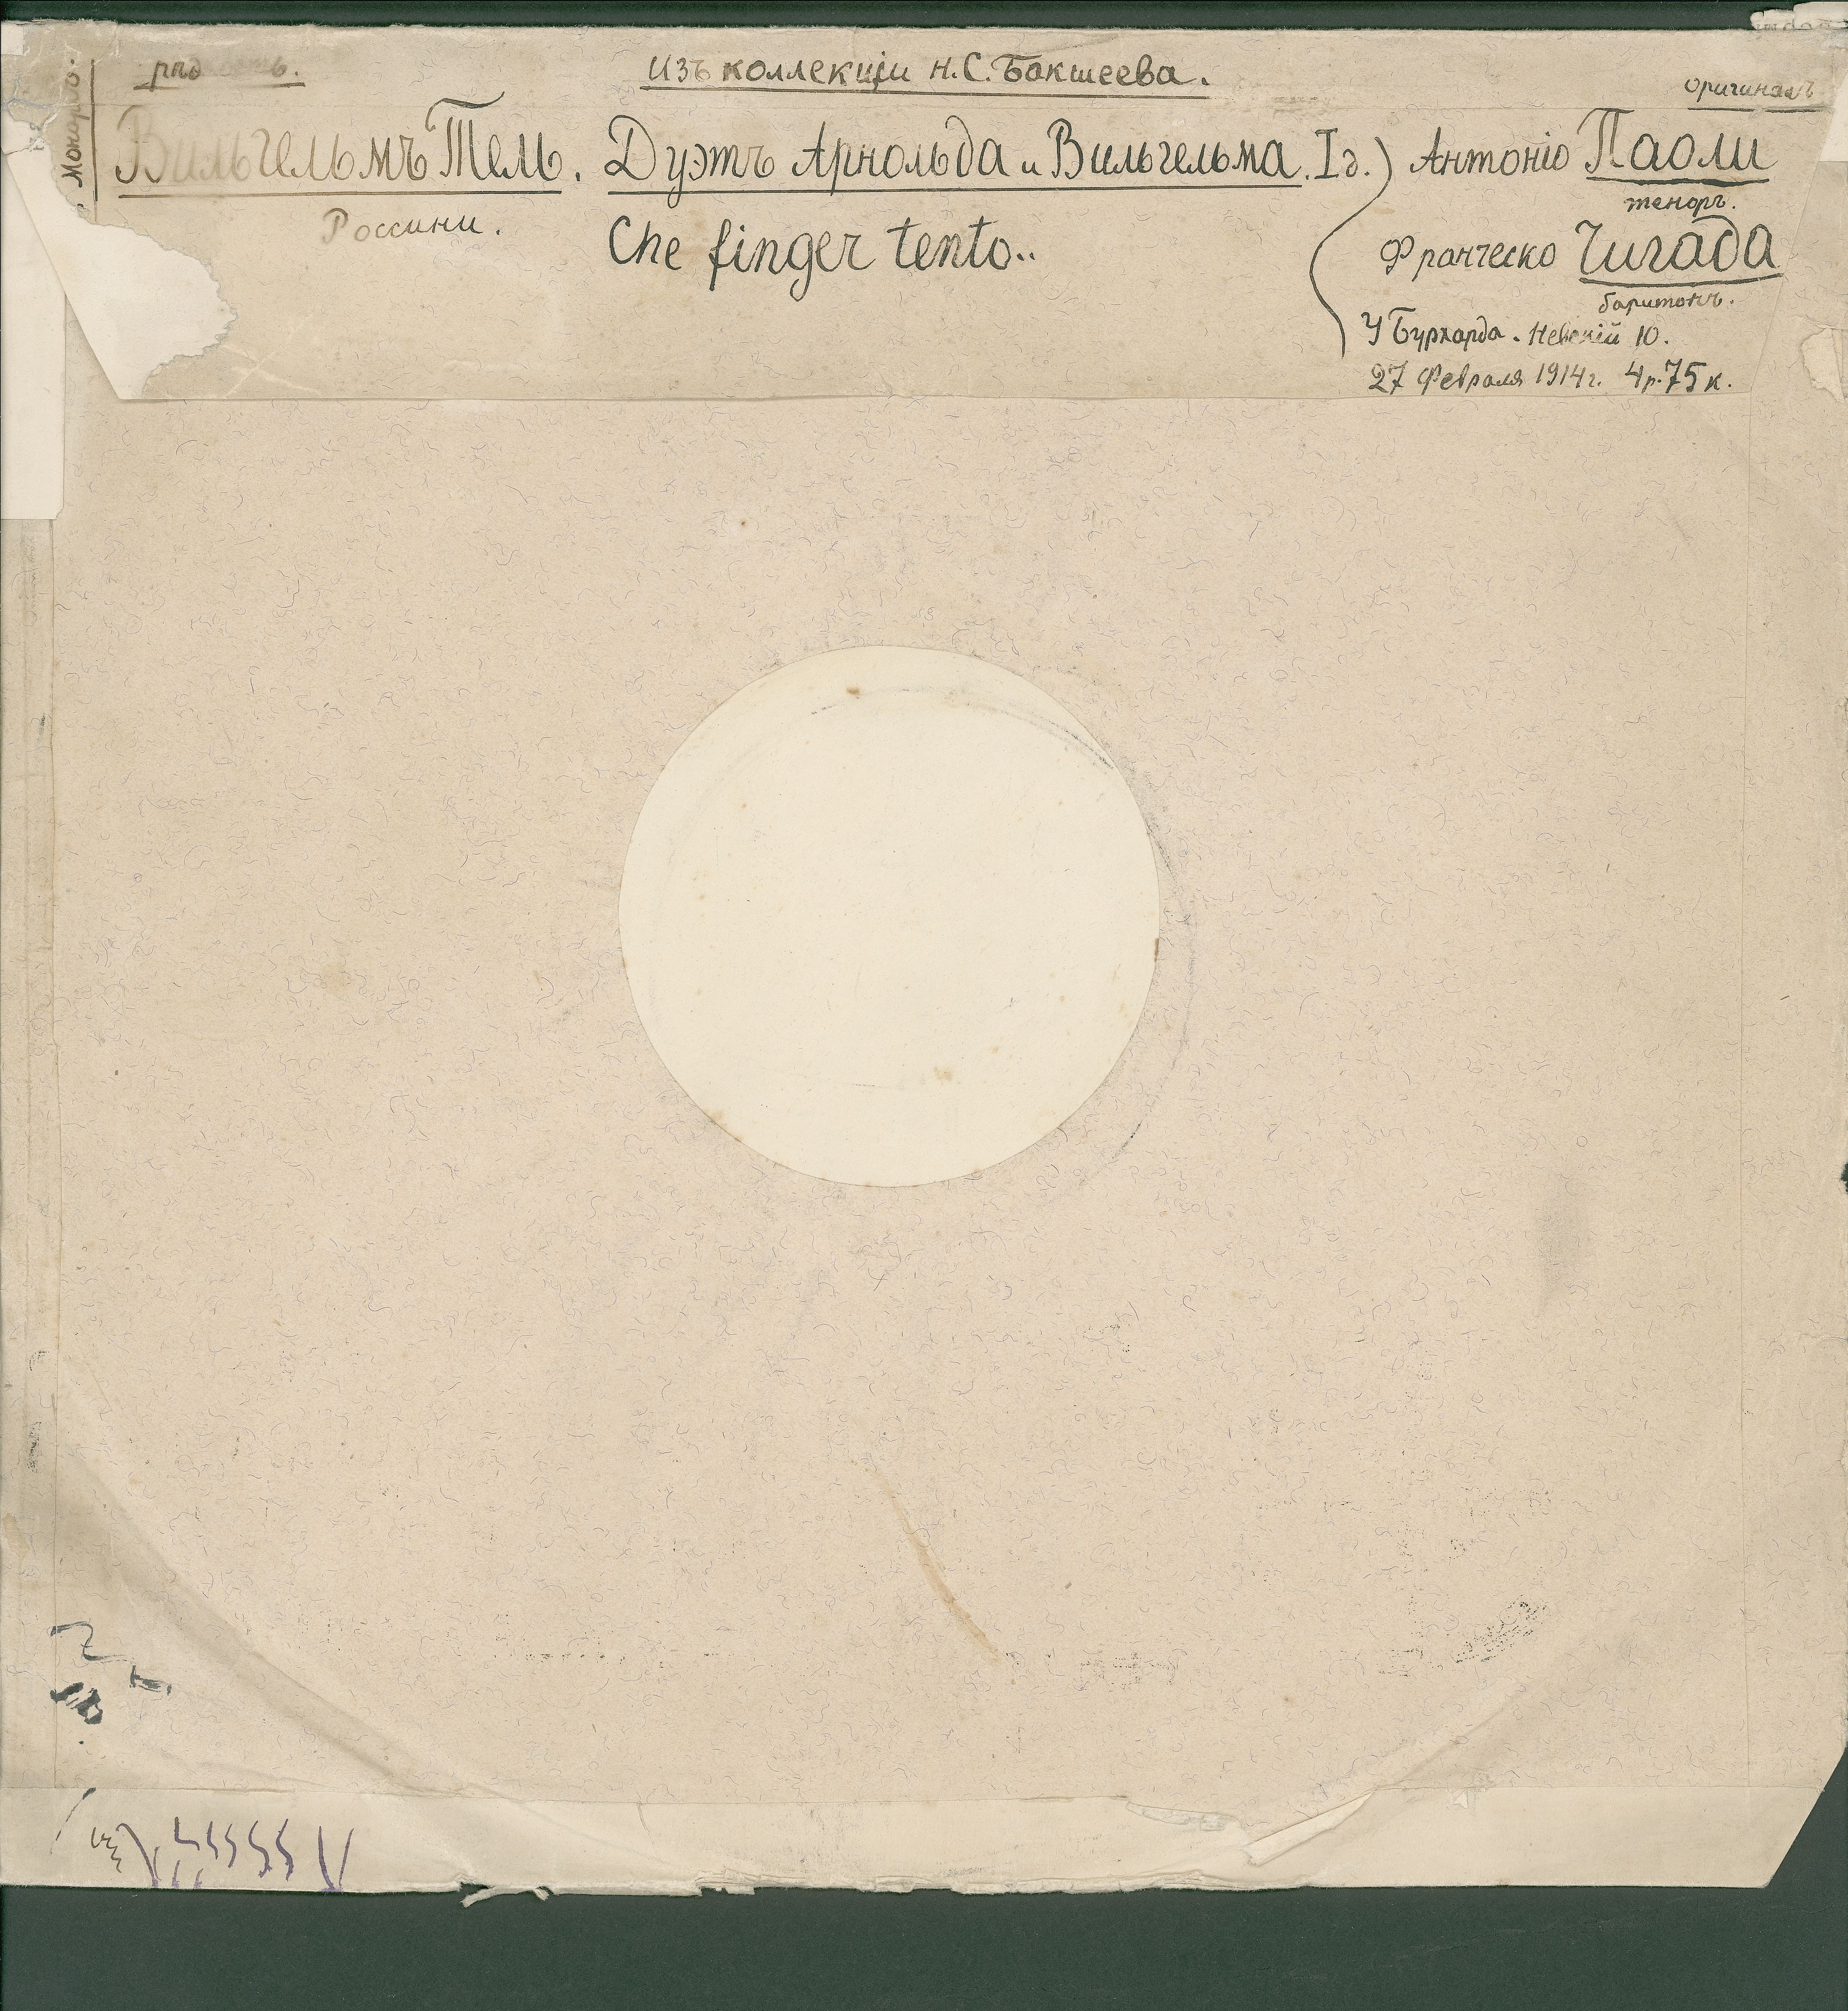 Изъ коллекціи Н.С. Бакшеева.
оригиналъ
Монархъ.
Вильгельмъ Тель. Дуэтъ Арнольда и Вильгельма. I д.) Антоніо Паоли
теноръ.
Россини. Che finger tento.. Франческо Чигада
баритонъ.
У Бурхарда. Невскій 10.
27 Февраля 1914 г. 4 р. 75 к.